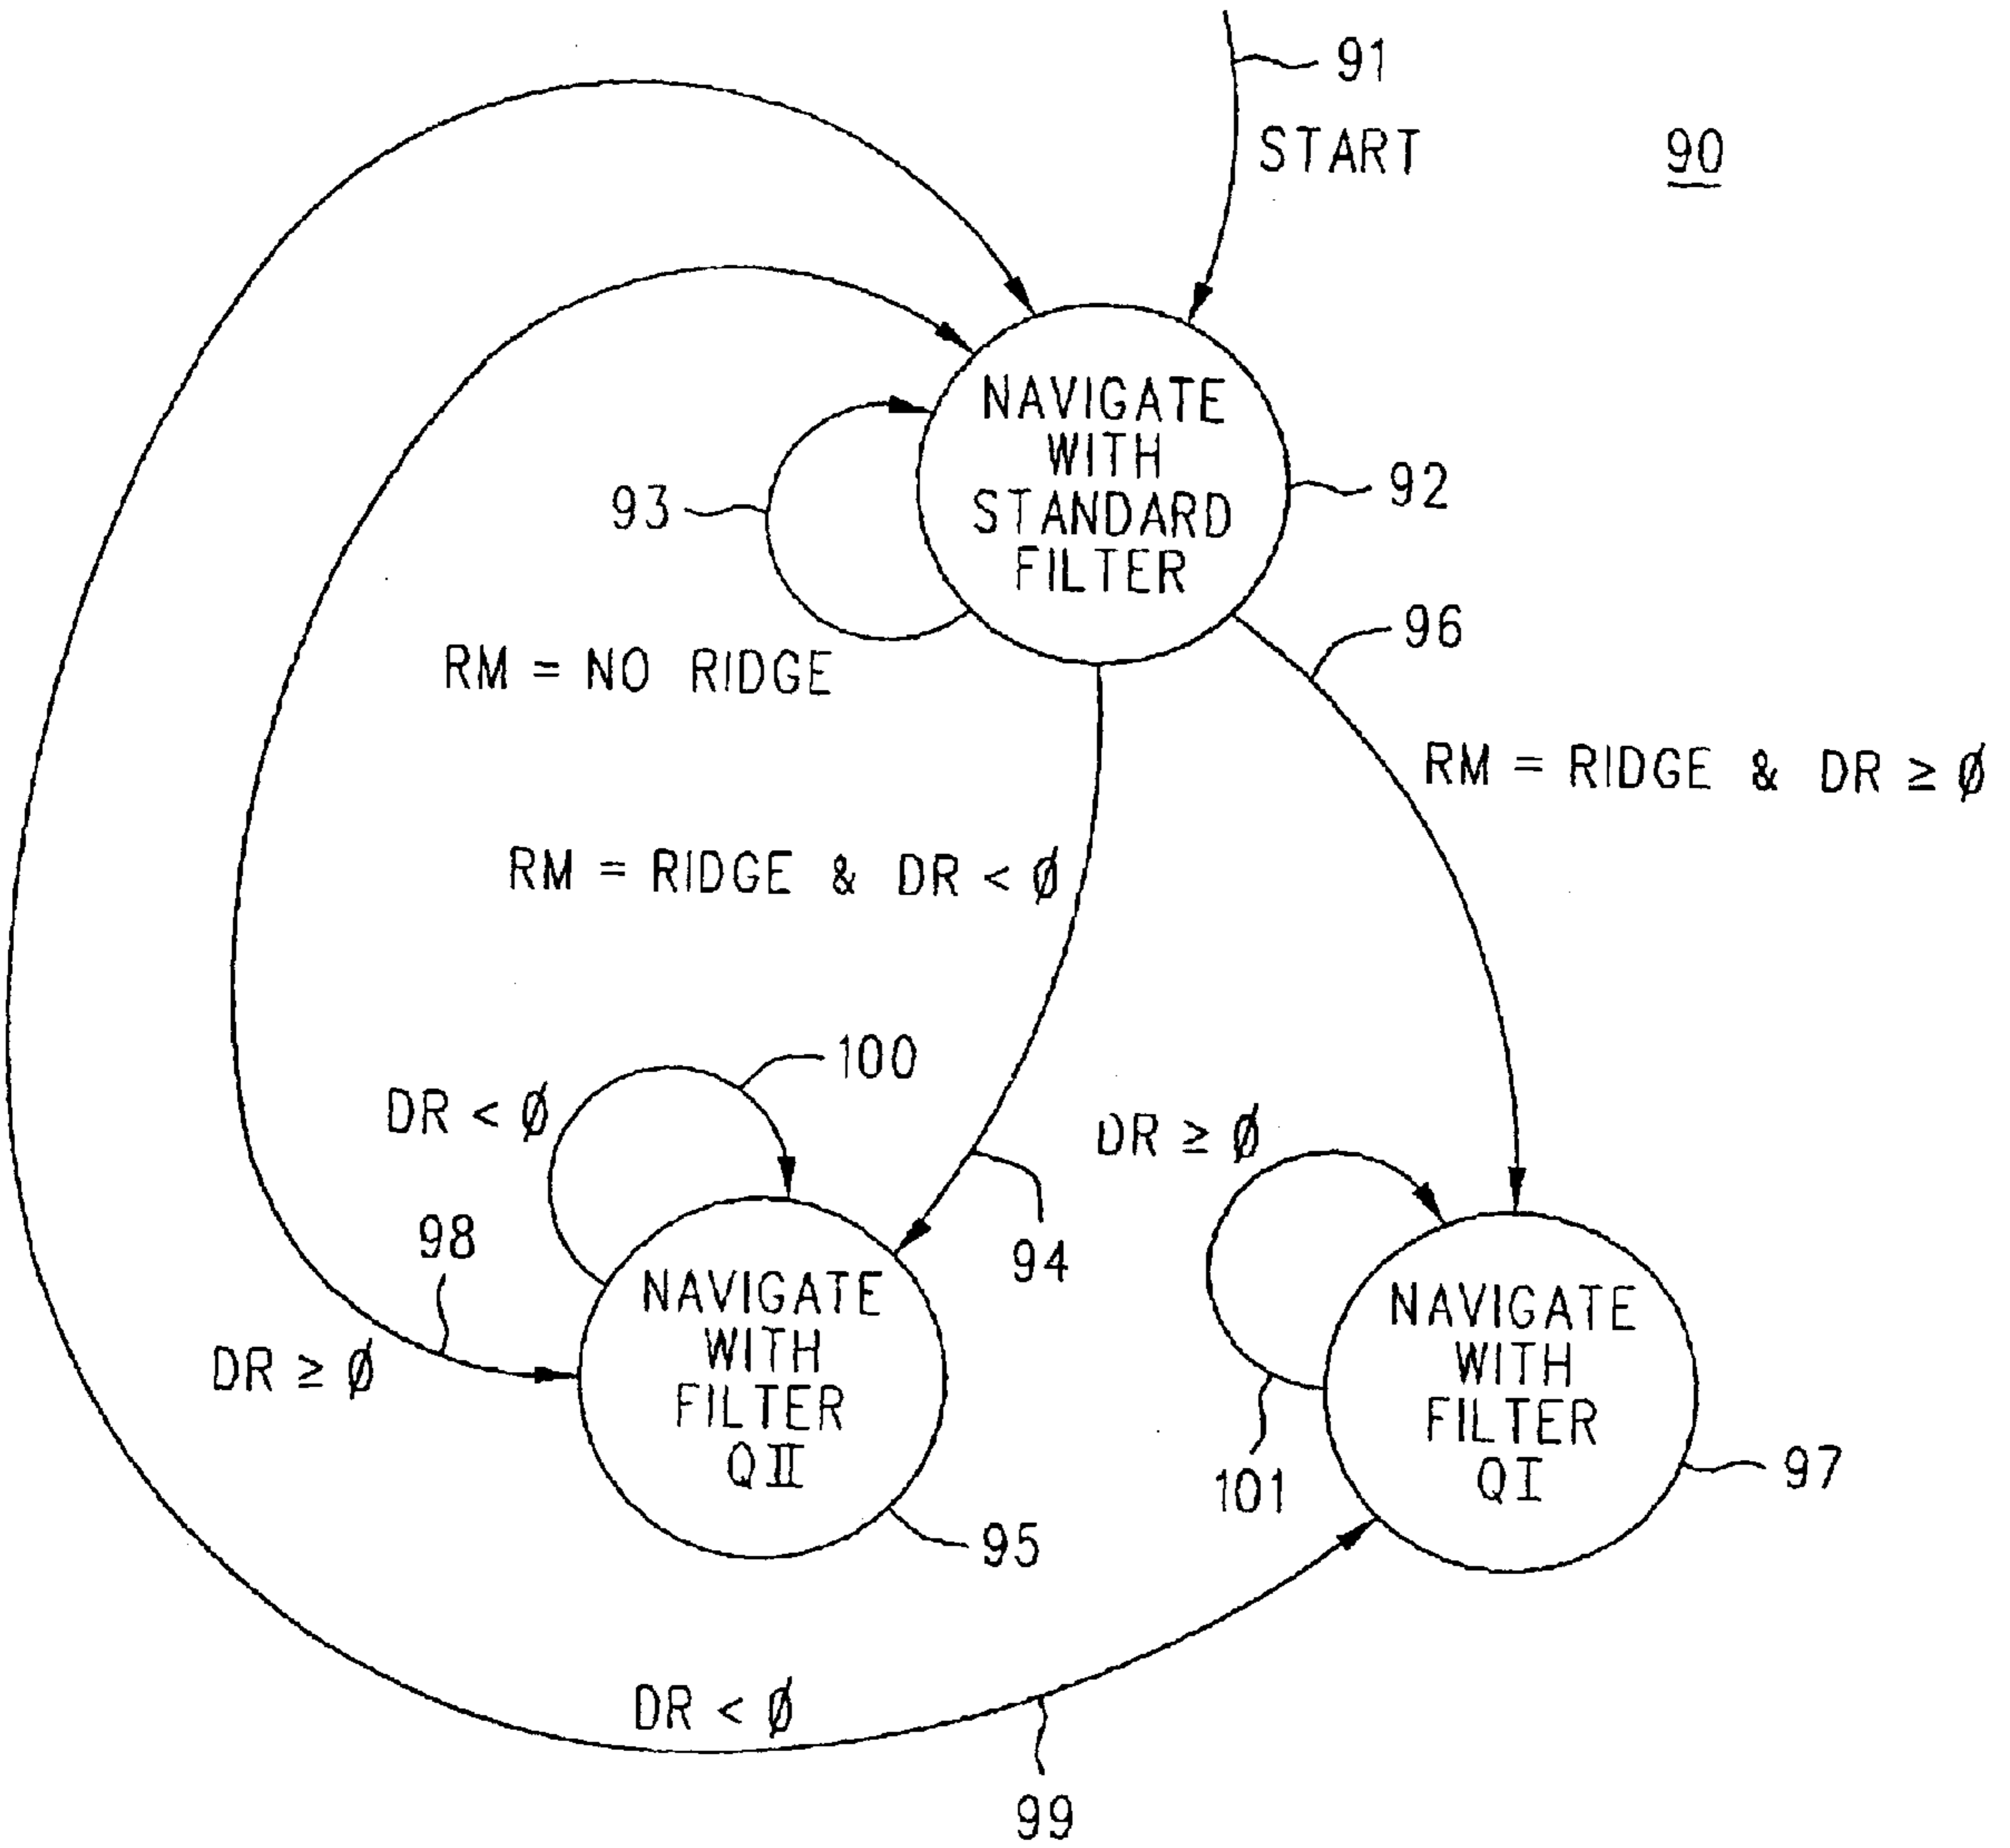 91
START
90
NAVIGATE
WITH
STANDARD
FILTER
92
93
96
RM = NO RIDGE
RM = RIDGE & DR ≥ Ø
RM = RIDGE & DR < Ø
100
DR < Ø
DR ≥ Ø
98
94
NAVIGATE
WITH
FILTER
QII
NAVIGATE
WITH
FILTER
QI
DR ≥ Ø
101
97
95
DR < Ø
99